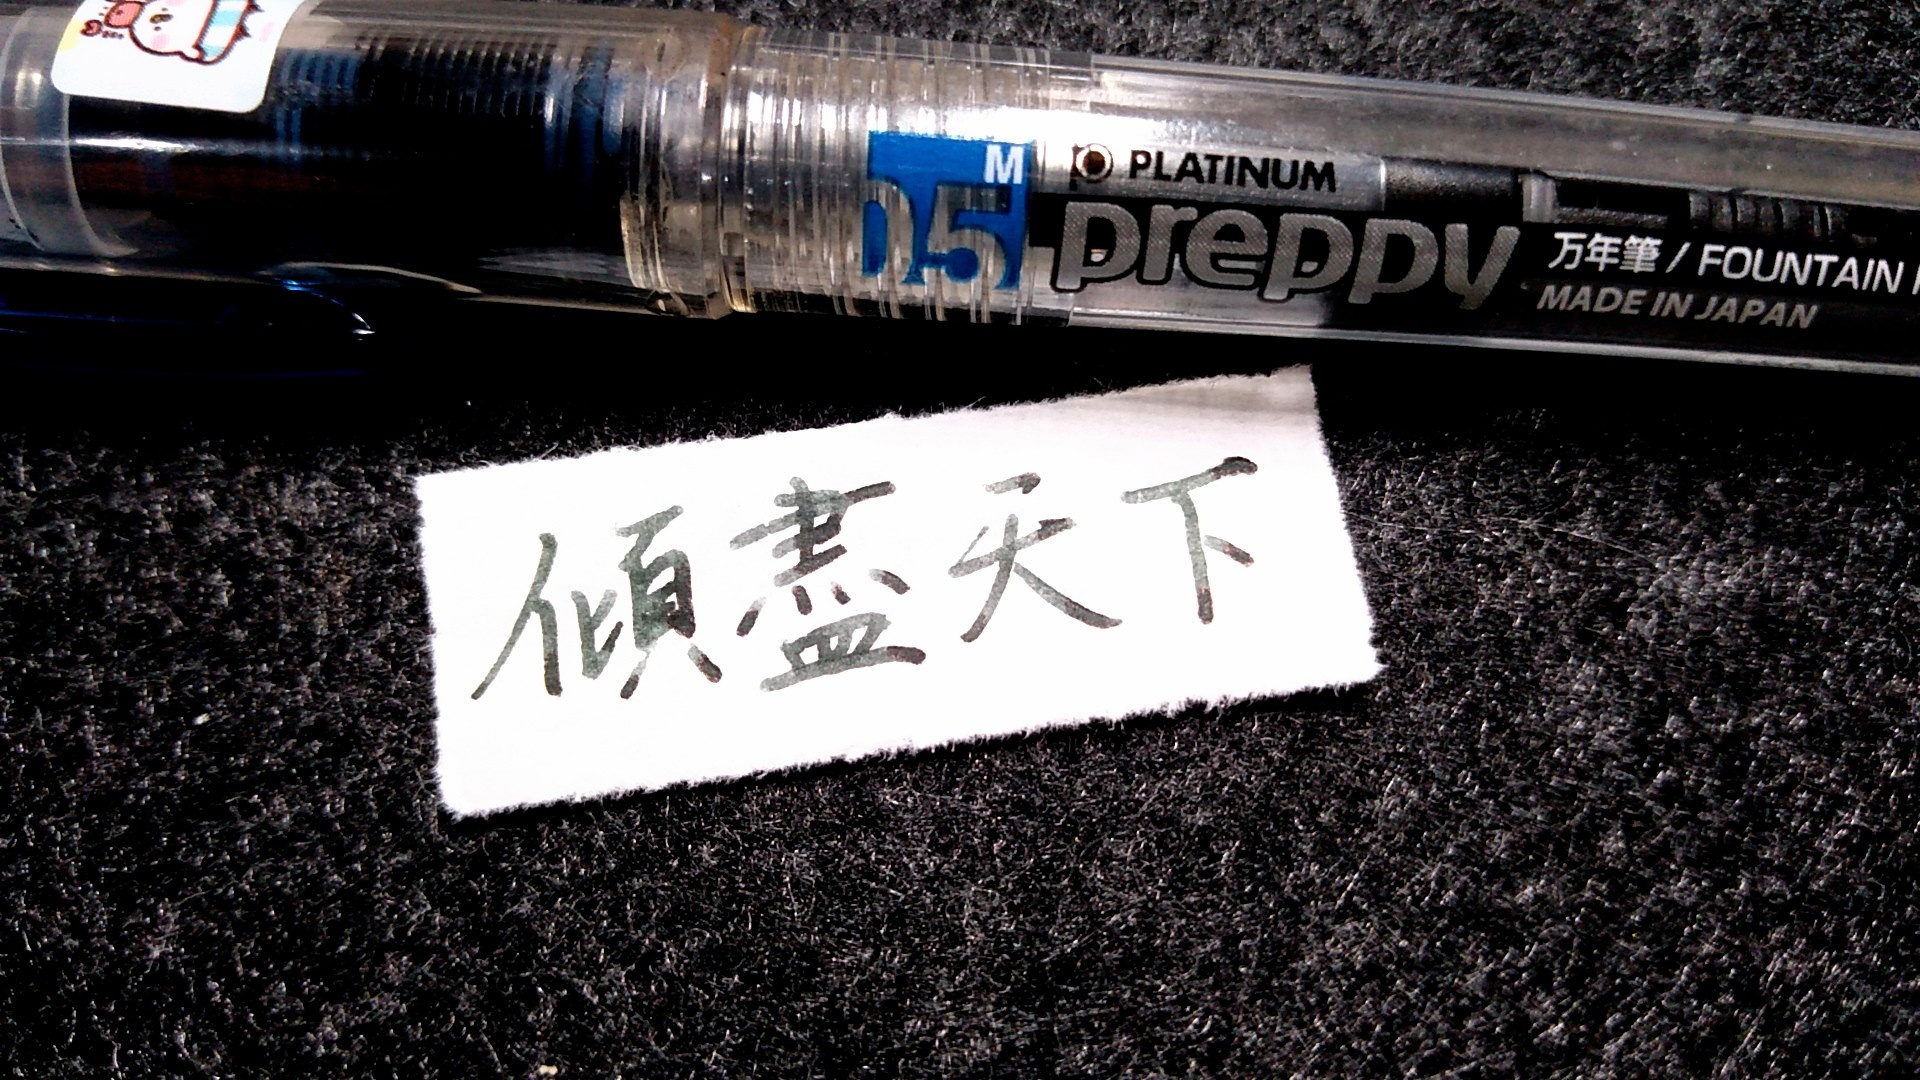 M
05
PLATINUM
preppy
万年筆 / FOUNTAIN
MADE IN JAPAN
傾盡天下